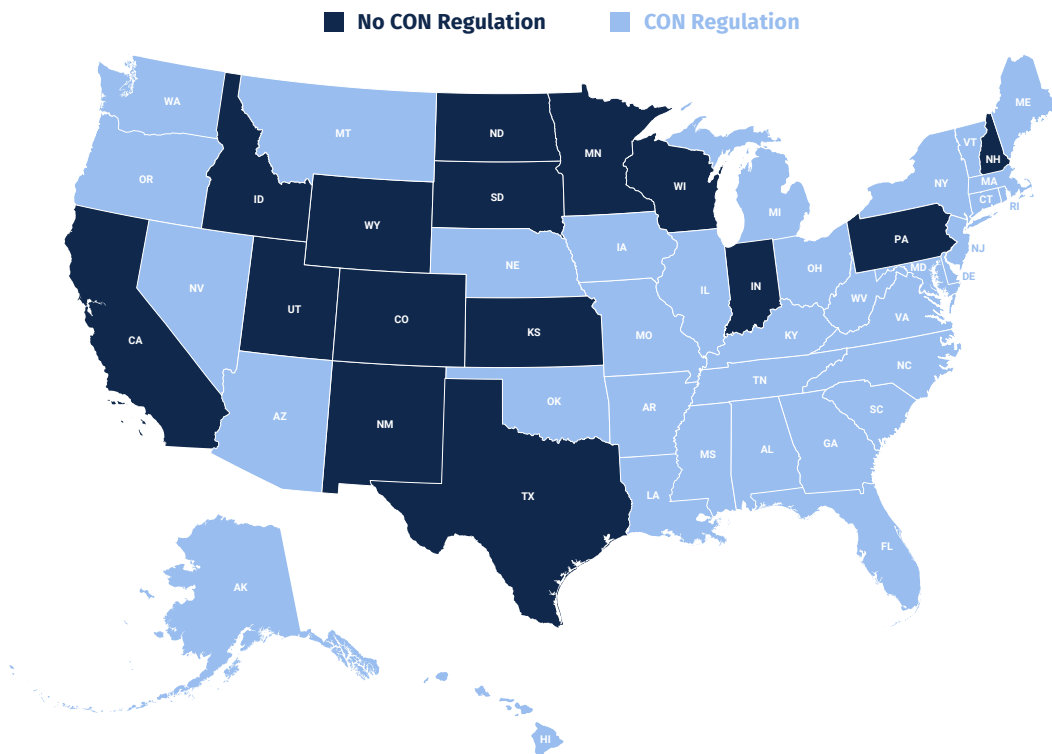 No CON Regulation
CON Regulation
WA
MT
ND
MN
ME
VT
NH
OR
ID
SD
WI
NY
MA
WY
MI
CT
RI
NV
NE
IA
PA
NJ
UT
CO
IL
IN
OH
MD
DE
CA
KS
MO
WV
VA
KY
AZ
NM
OK
AR
TN
NC
SC
TX
LA
MS
AL
GA
FL
AK
HI